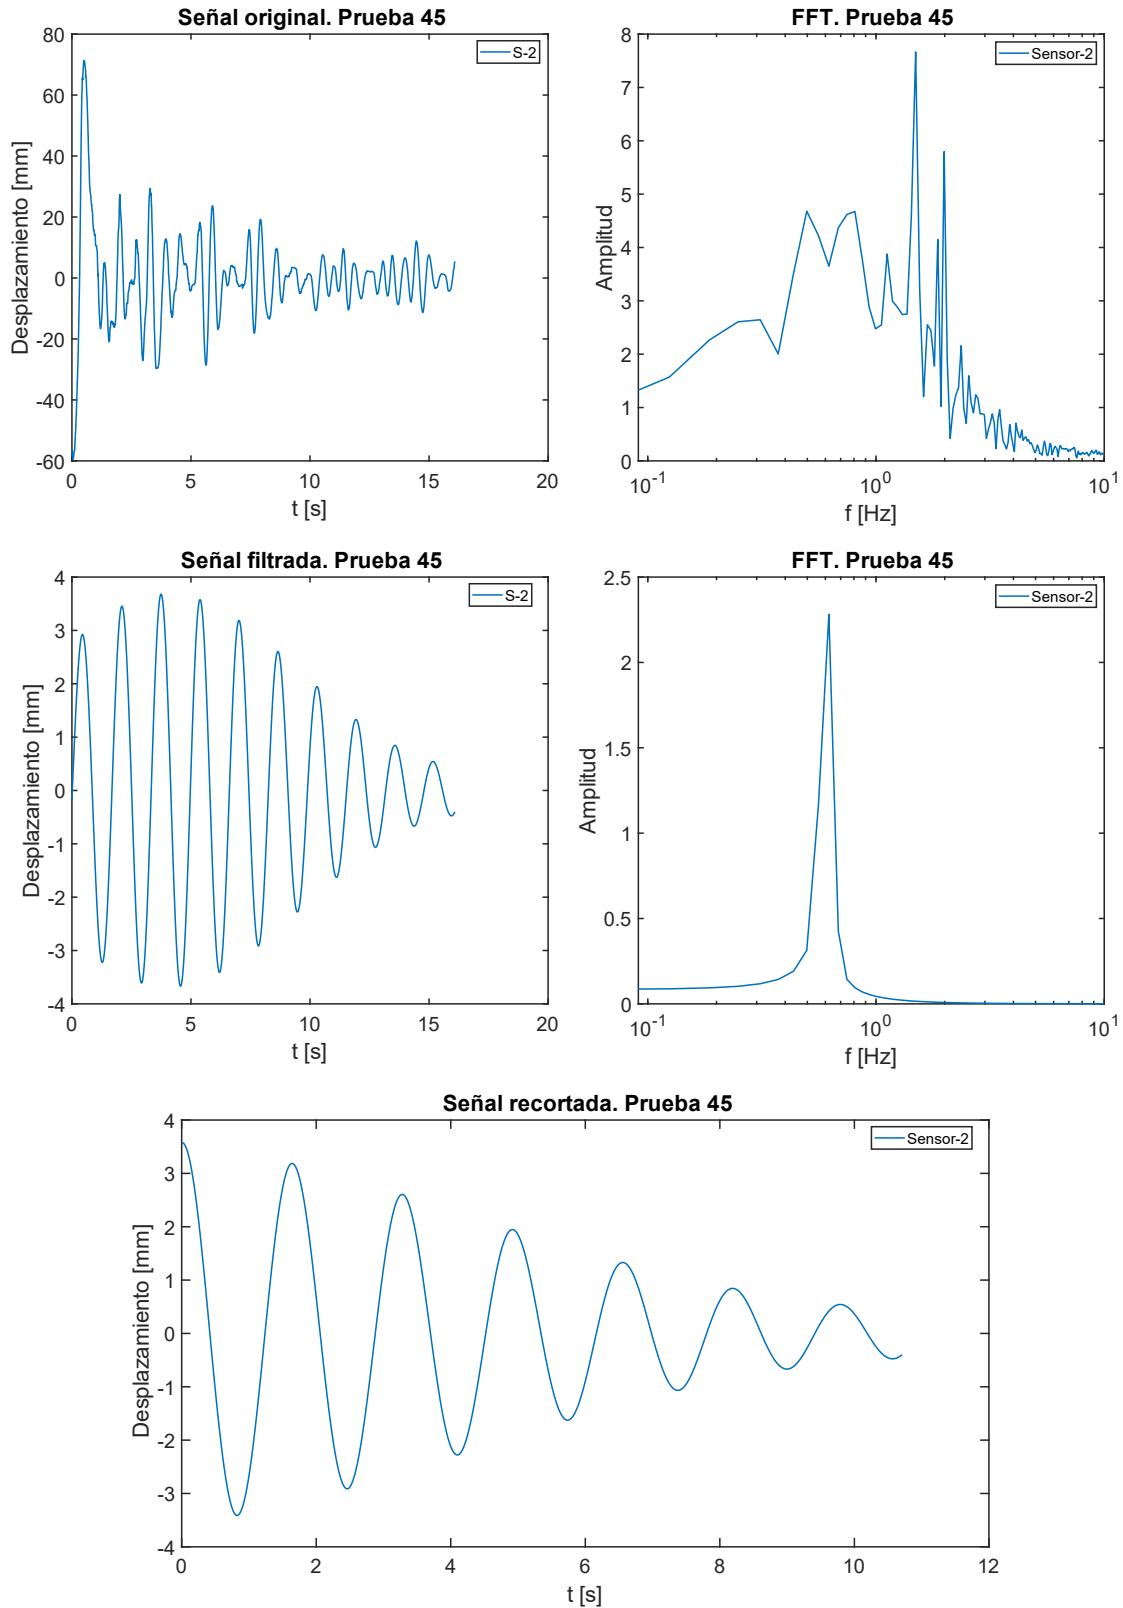 Señal original. Prueba 45
S-2
Desplazamiento [mm]
80
60
40
20
0
-20
-40
-60
0 5 10 15 20
t [s]
FFT. Prueba 45
Sensor-2
Amplitud
8
7
6
5
4
3
2
1
0
10-1 100 101
f [Hz]
Señal filtrada. Prueba 45
S-2
Desplazamiento [mm]
4
3
2
1
0
-1
-2
-3
-4
0 5 10 15 20
t [s]
FFT. Prueba 45
Sensor-2
Amplitud
2.5
2
1.5
1
0.5
0
10-1 100 101
f [Hz]
Señal recortada. Prueba 45
Sensor-2
Desplazamiento [mm]
4
3
2
1
0
-1
-2
-3
-4
0 2 4 6 8 10 12
t [s]